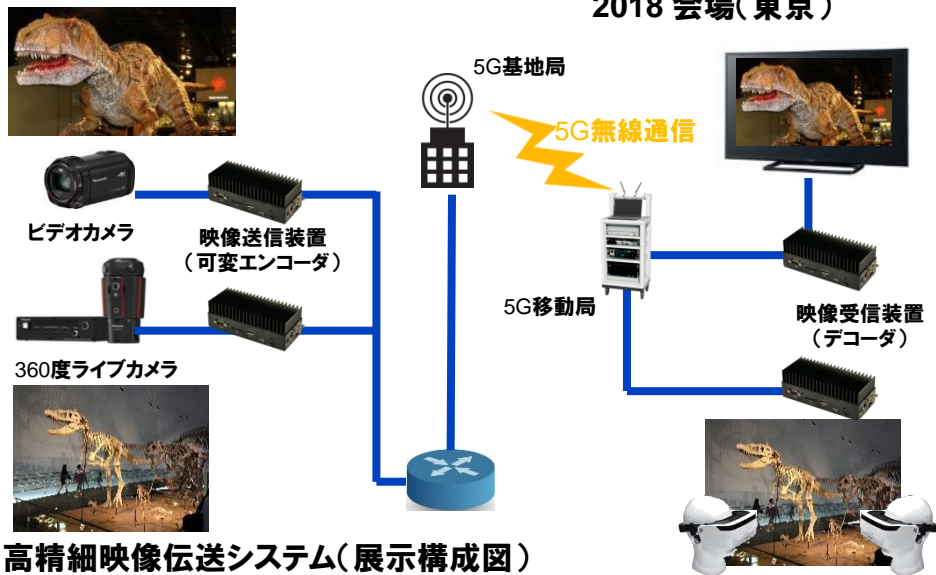 2018 会場(東京)
5G基地局
5G無線通信
ビデオカメラ
映像送信装置
(可変エンコーダ)
5G移動局
映像受信装置
(デコーダ)
360度ライブカメラ
高精細映像伝送システム(展示構成図)